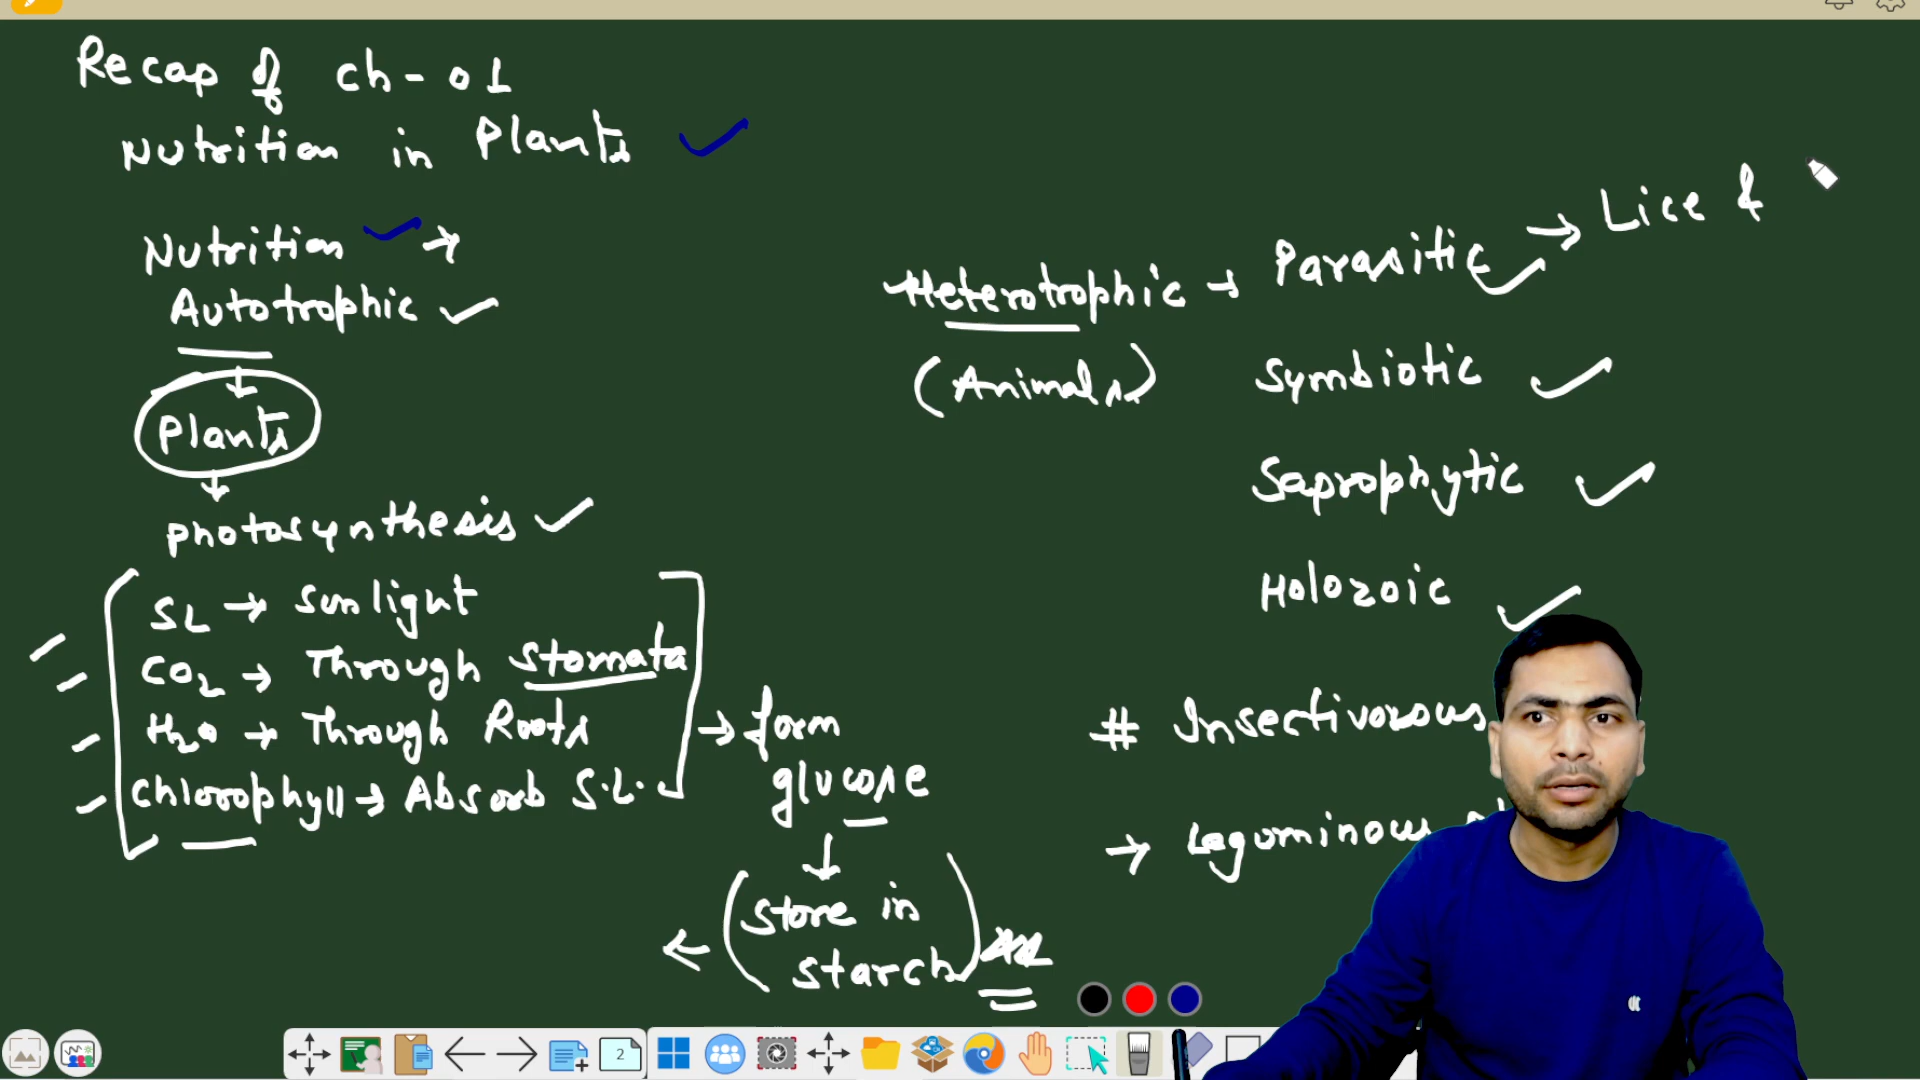 Recap of ch-01
Nutrition in Plants
Nutrition →
Autotrophic
↓
Plants
↓
photosynthesis
SL → sunlight
CO2 → Through stomata
H2O → Through Roots
chlorophyll → Absorb S.L.
→ form
glucose
↓
← (store in
starch)
Heterotrophic → Parasitic → Lice &
(Animals)
Symbiotic
Saprophytic
Holozoic
# Insectivorous
→ Leguminous
2